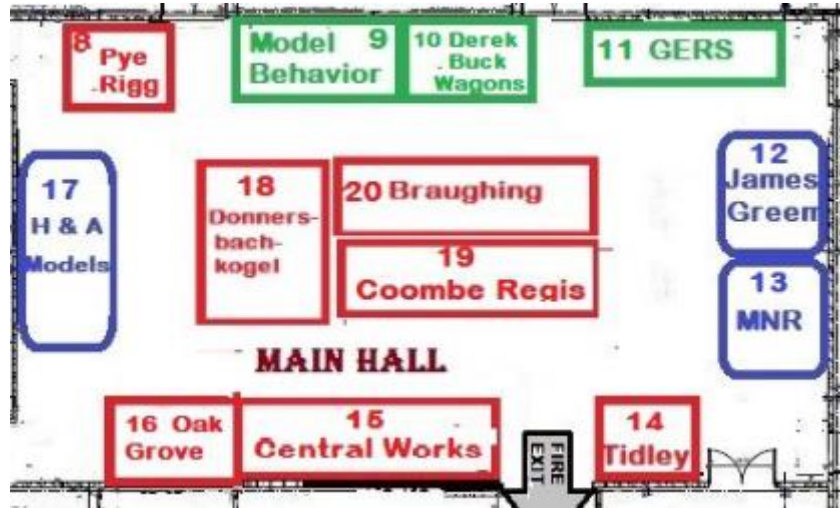 8 Pye
Rigg
Model 9
Behavior
10 Derek
Buck
Wagons
11 GERS
17
H & A
Models
18
Donners-
bach-
kogel
20 Braughing
19
Coombe Regis
12
James
Green
13
MNR
MAIN HALL
16 Oak
Grove
15
Central Works
FIRE
EXIT
14
Tidley